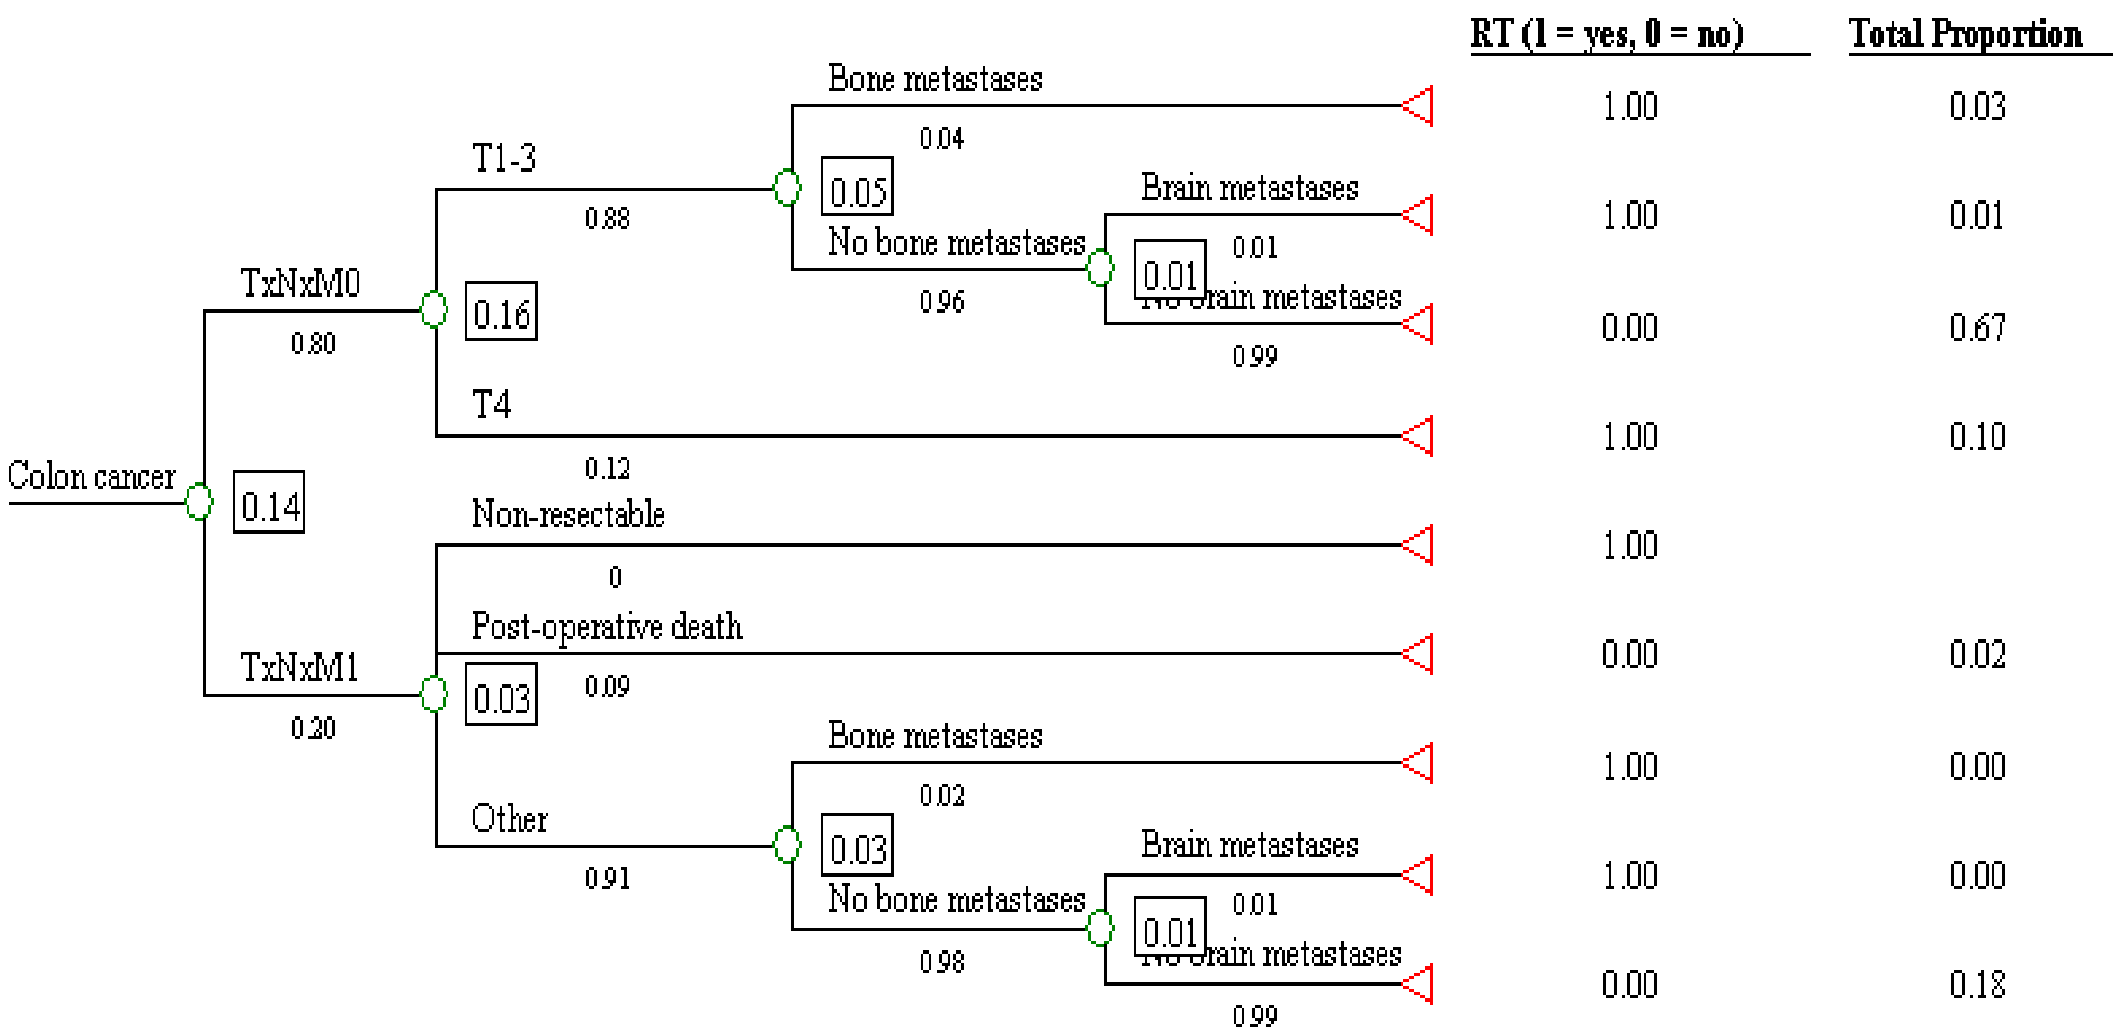 RT (1 = yes, 0 = no) Total Proportion
Bone metastases
0.04
1.00 0.03
T1-3
0.88
0.05
Brain metastases
0.01
1.00 0.01
No bone metastases
0.96
0.01
brain metastases
0.99
0.00 0.67
TxNxM0
0.80
0.16
T4
0.12
1.00 0.10
Colon cancer
0.14
Non-resectable
0
1.00
Post-operative death
0.09
0.00 0.02
TxNxM1
0.20
0.03
Bone metastases
0.02
1.00 0.00
Other
0.91
0.03
Brain metastases
0.01
1.00 0.00
No bone metastases
0.98
0.01
brain metastases
0.99
0.00 0.18